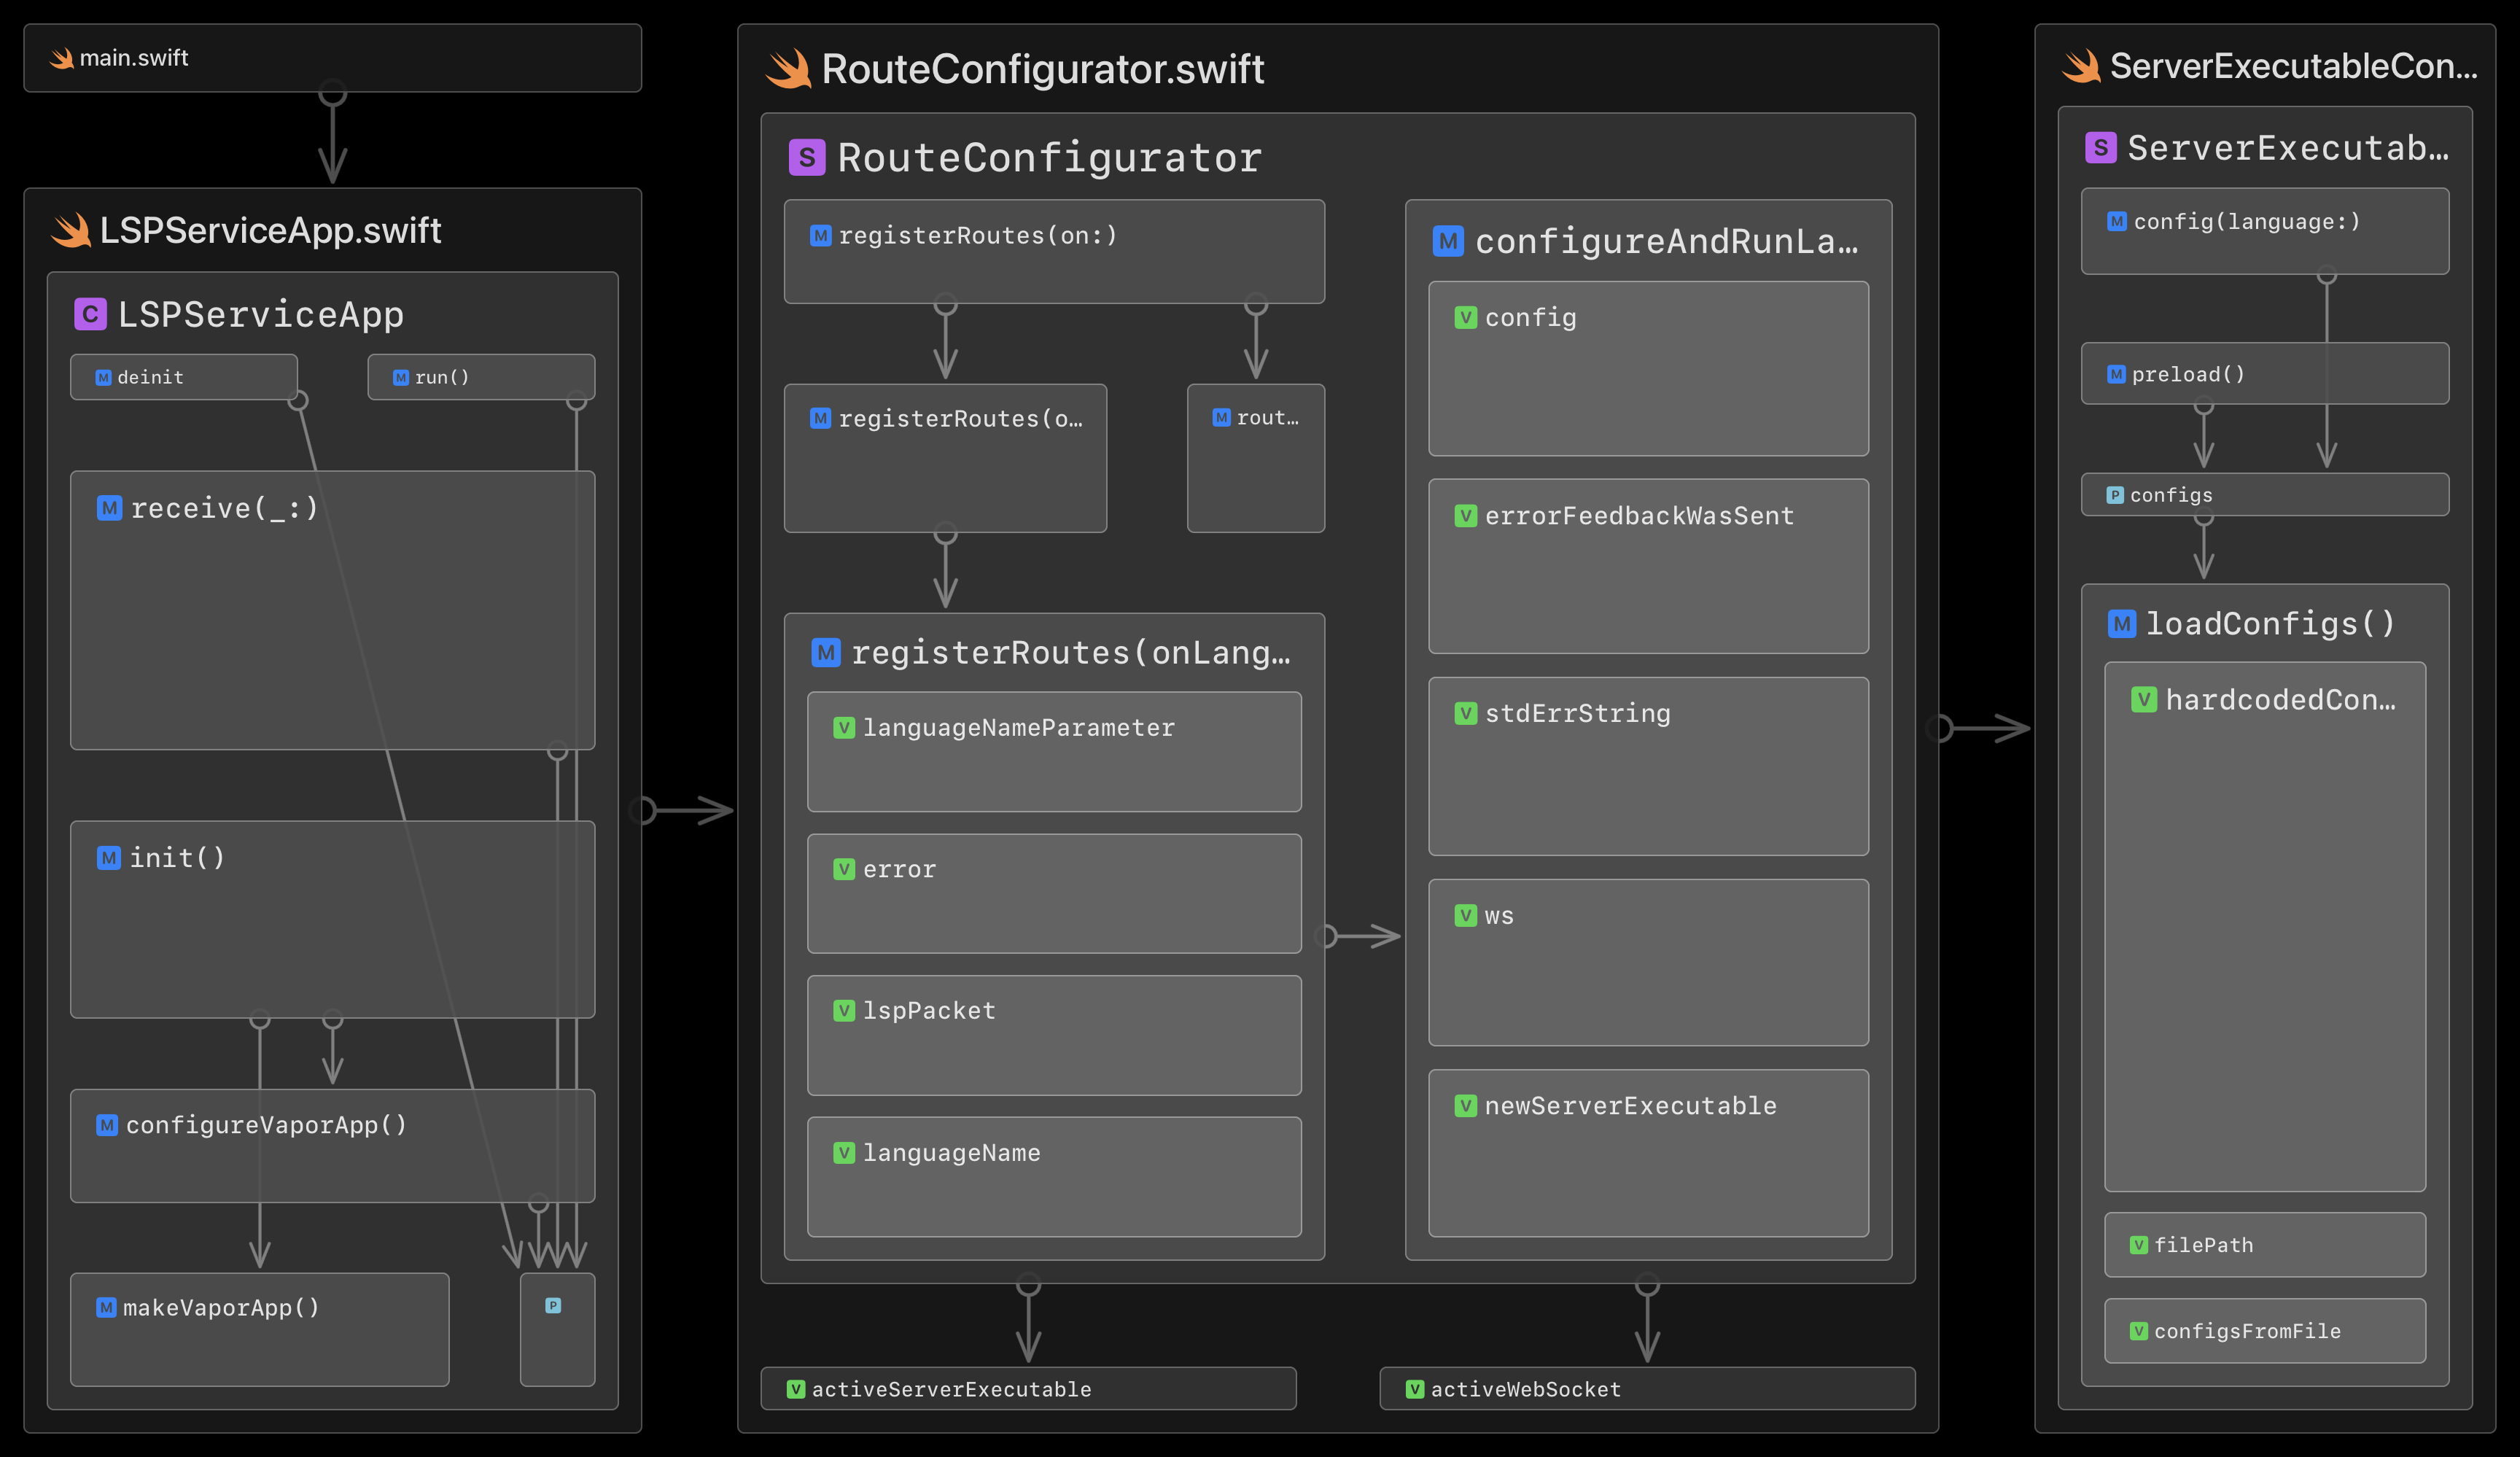 main.swift
LSPServiceApp.swift
C LSPServiceApp
M deinit
M run()
M receive(_:)
M init()
M configureVaporApp()
M makeVaporApp()
P
RouteConfigurator.swift
S RouteConfigurator
M registerRoutes(on:)
M registerRoutes(o…
M rout…
M registerRoutes(onLang…
V languageNameParameter
V error
V lspPacket
V languageName
M configureAndRunLa…
V config
V errorFeedbackWasSent
V stdErrString
V ws
V newServerExecutable
V activeServerExecutable
V activeWebSocket
ServerExecutableCon…
S ServerExecutab…
M config(language:)
M preload()
P configs
M loadConfigs()
V hardcodedCon…
V filePath
V configsFromFile